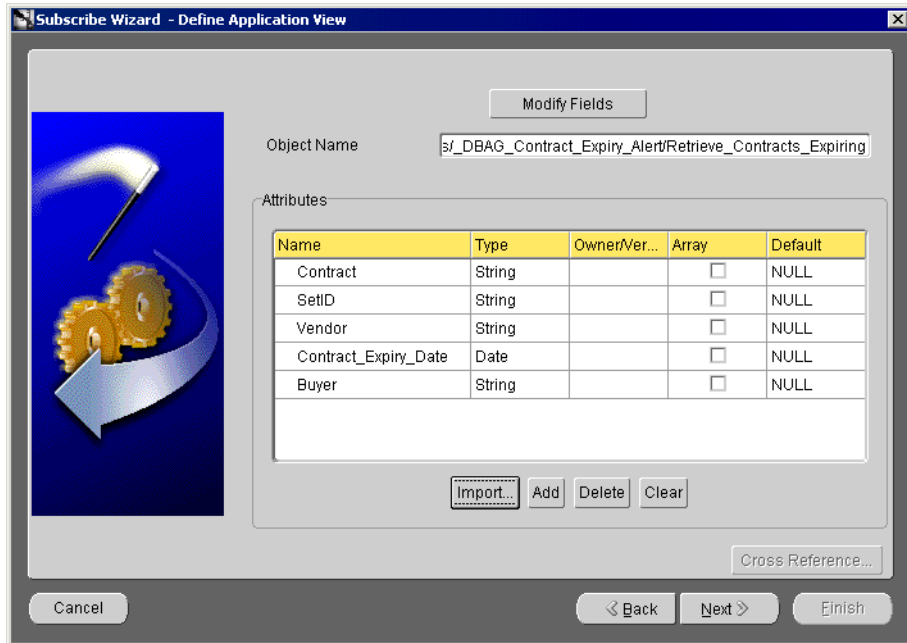 Subscribe Wizard - Define Application View
Modify Fields
Object Name s/_DBAG_Contract_Expiry_Alert/Retrieve_Contracts_Expiring
Attributes
Name Type Owner/Ver... Array Default
Contract String NULL
SetID String NULL
Vendor String NULL
Contract_Expiry_Date Date NULL
Buyer String NULL
Import... Add Delete Clear
Cross Reference...
Cancel Back Next Finish